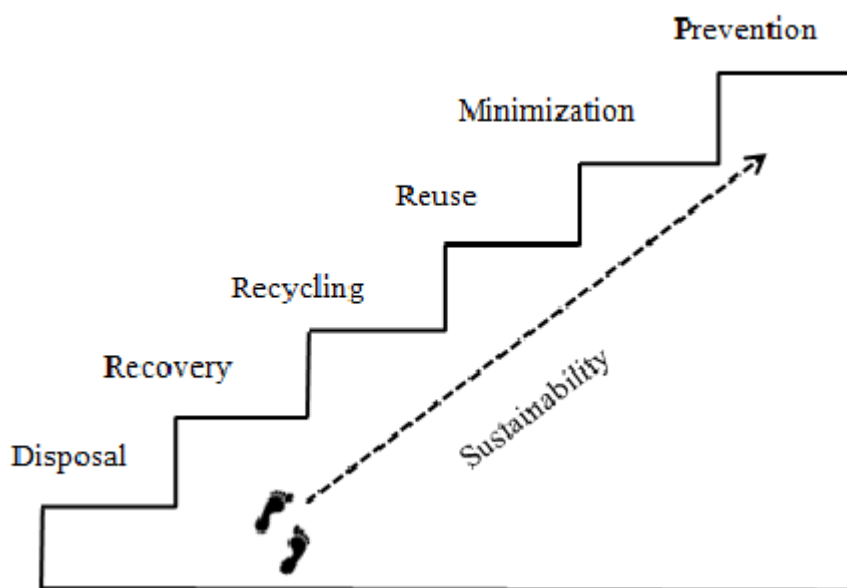 Prevention
Minimization
Reuse
Recycling
Recovery
Disposal
Sustainability